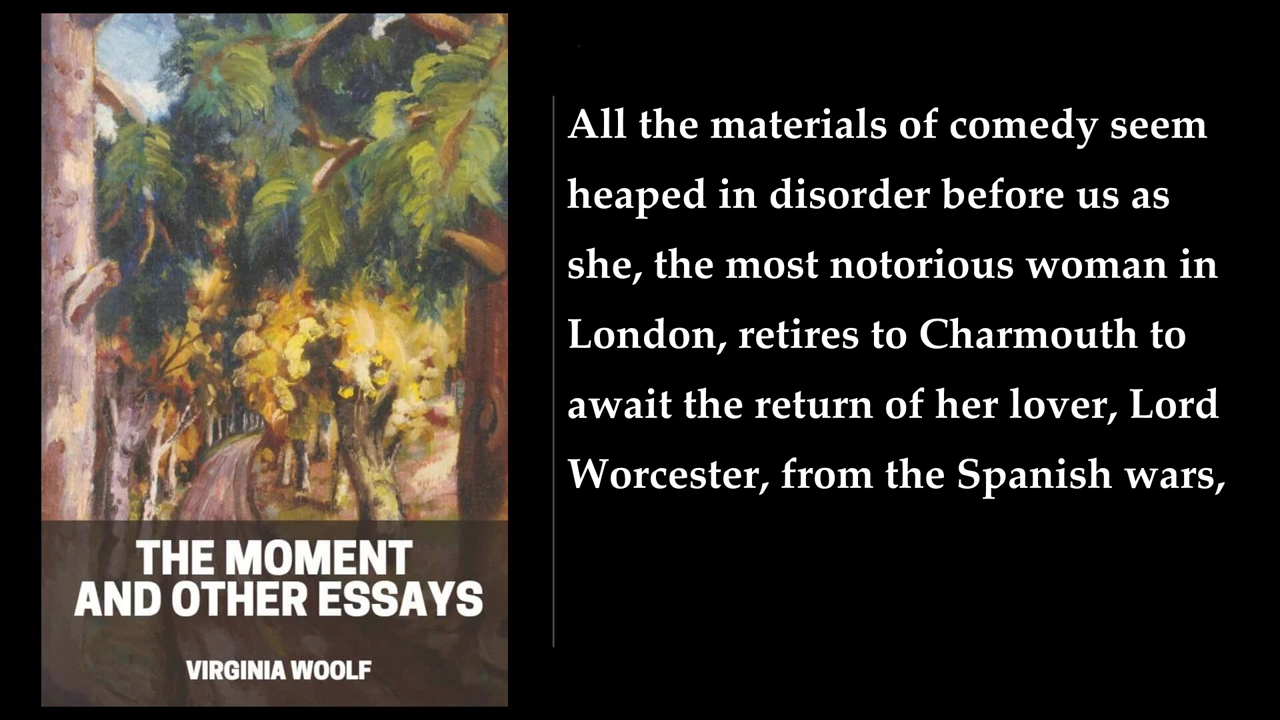 THE MOMENT
AND OTHER ESSAYS
VIRGINIA WOOLF
All the materials of comedy seem
heaped in disorder before us as
she, the most notorious woman in
London, retires to Charmouth to
await the return of her lover, Lord
Worcester, from the Spanish wars,